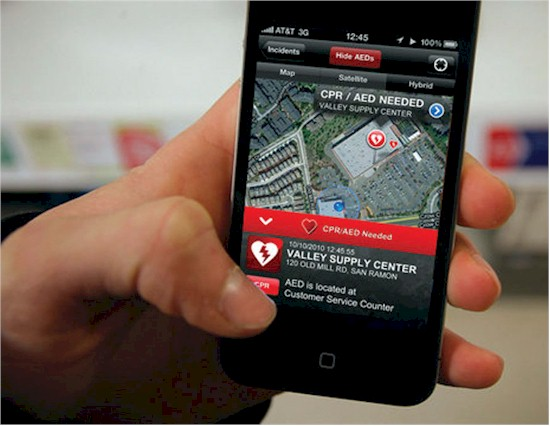 AT&T 3G 12:45 100%
Incidents Hide AEDs
Map Satellite Hybrid
CPR / AED NEEDED
VALLEY SUPPLY CENTER
CPR/AED Needed
10/10/2010 12:45:55
VALLEY SUPPLY CENTER
120 OLD MILL RD, SAN RAMON
CPR AED is located at
Customer Service Counter